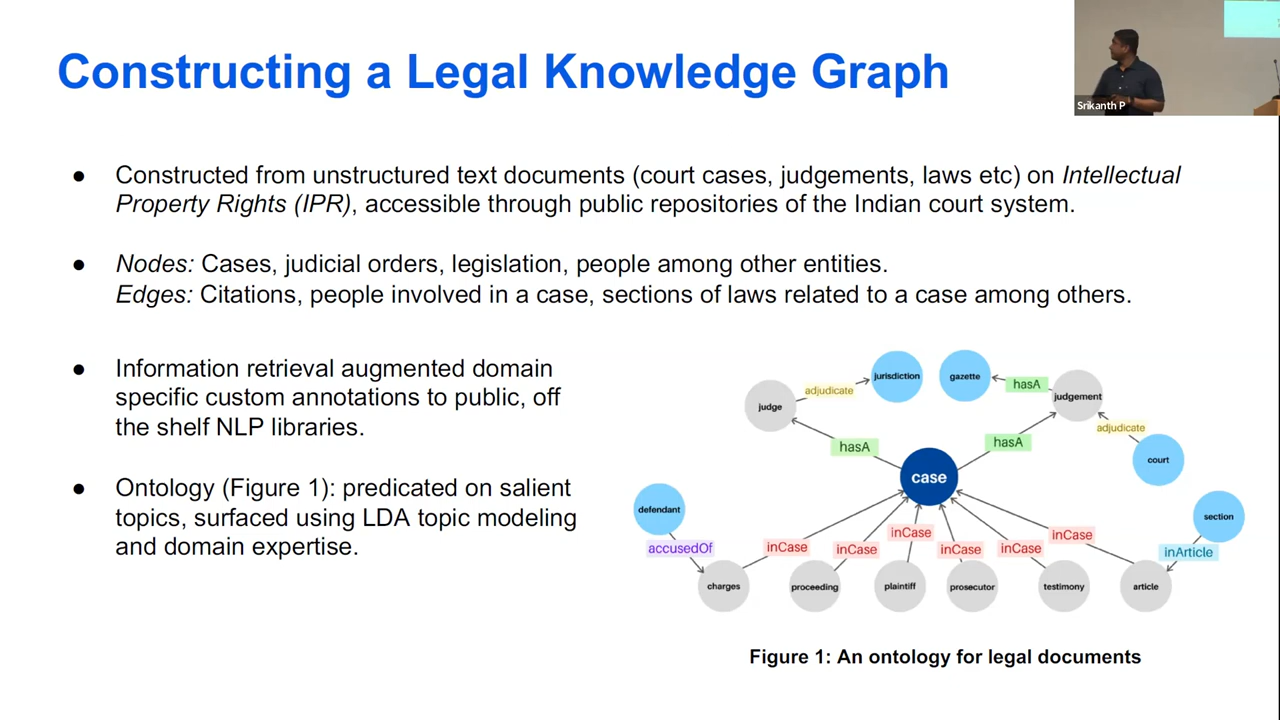 Constructing a Legal Knowledge Graph
Srikanth P
● Constructed from unstructured text documents (court cases, judgements, laws etc) on Intellectual
Property Rights (IPR), accessible through public repositories of the Indian court system.
● Nodes: Cases, judicial orders, legislation, people among other entities.
Edges: Citations, people involved in a case, sections of laws related to a case among others.
● Information retrieval augmented domain
specific custom annotations to public, off
the shelf NLP libraries.
● Ontology (Figure 1): predicated on salient
topics, surfaced using LDA topic modeling
and domain expertise.
jurisdiction
gazette
adjudicate
hasA
judge
judgement
adjudicate
hasA
hasA
court
case
defendant
section
inCase
inCase
accusedOf
inCase
inCase
inCase
inCase
inArticle
charges
proceeding
plaintiff
prosecutor
testimony
article
Figure 1: An ontology for legal documents